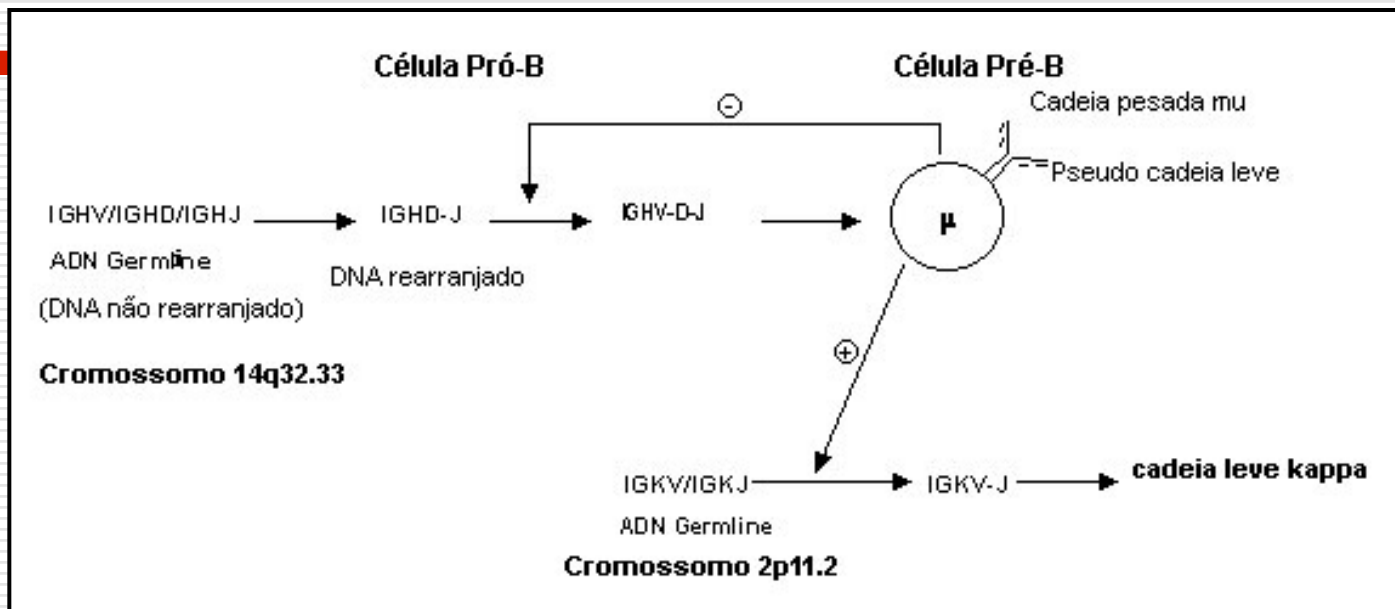 Célula Pró-B
Célula Pré-B
⊖
Cadeia pesada mu
Pseudo cadeia leve
IGHV/IGHD/IGHJ
IGHD-J
IGHV-D-J
μ
ADN Germline
DNA rearranjado
(DNA não rearranjado)
Cromossomo 14q32.33
⊕
IGKV/IGKJ
IGKV-J
cadeia leve kappa
ADN Germline
Cromossomo 2p11.2